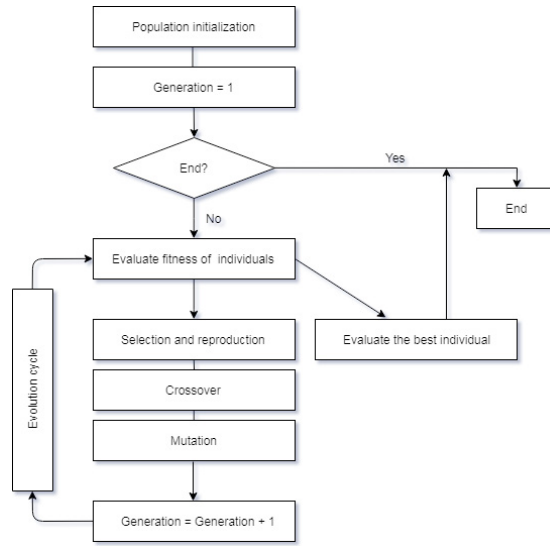 Population initialization
Generation = 1
End?
Yes
End
No
Evaluate fitness of individuals
Selection and reproduction
Evaluate the best individual
Evolution cycle
Crossover
Mutation
Generation = Generation + 1